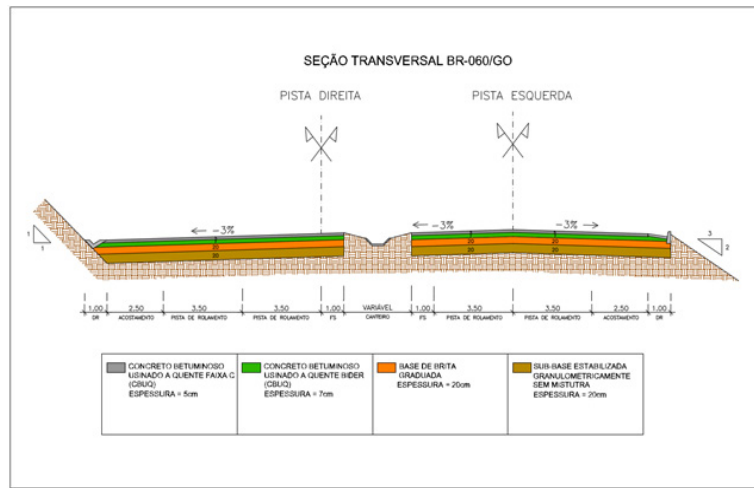 SEÇÃO TRANSVERSAL BR-060/GO
PISTA DIREITA
PISTA ESQUERDA
-3%
-3%
-3%
20
20
20
20
20
20
1
1
3
2
1,00 2,50 3,50 3,50 1,00 VARIÁVEL 1,00 3,50 3,50 2,50 1,00
DR ACOSTAMENTO PISTA DE ROLAMENTO PISTA DE ROLAMENTO FS CANTEIRO FS PISTA DE ROLAMENTO PISTA DE ROLAMENTO ACOSTAMENTO DR
CONCRETO BETUMINOSO
USINADO A QUENTE FAIXA C
(CBUQ)
ESPESSURA = 5cm
CONCRETO BETUMINOSO
USINADO A QUENTE BIDER
(CBUQ)
ESPESSURA = 7cm
BASE DE BRITA
GRADUADA
ESPESSURA = 20cm
SUB-BASE ESTABILIZADA
GRANULOMETRICAMENTE
SEM MISTUTRA
ESPESSURA = 20cm